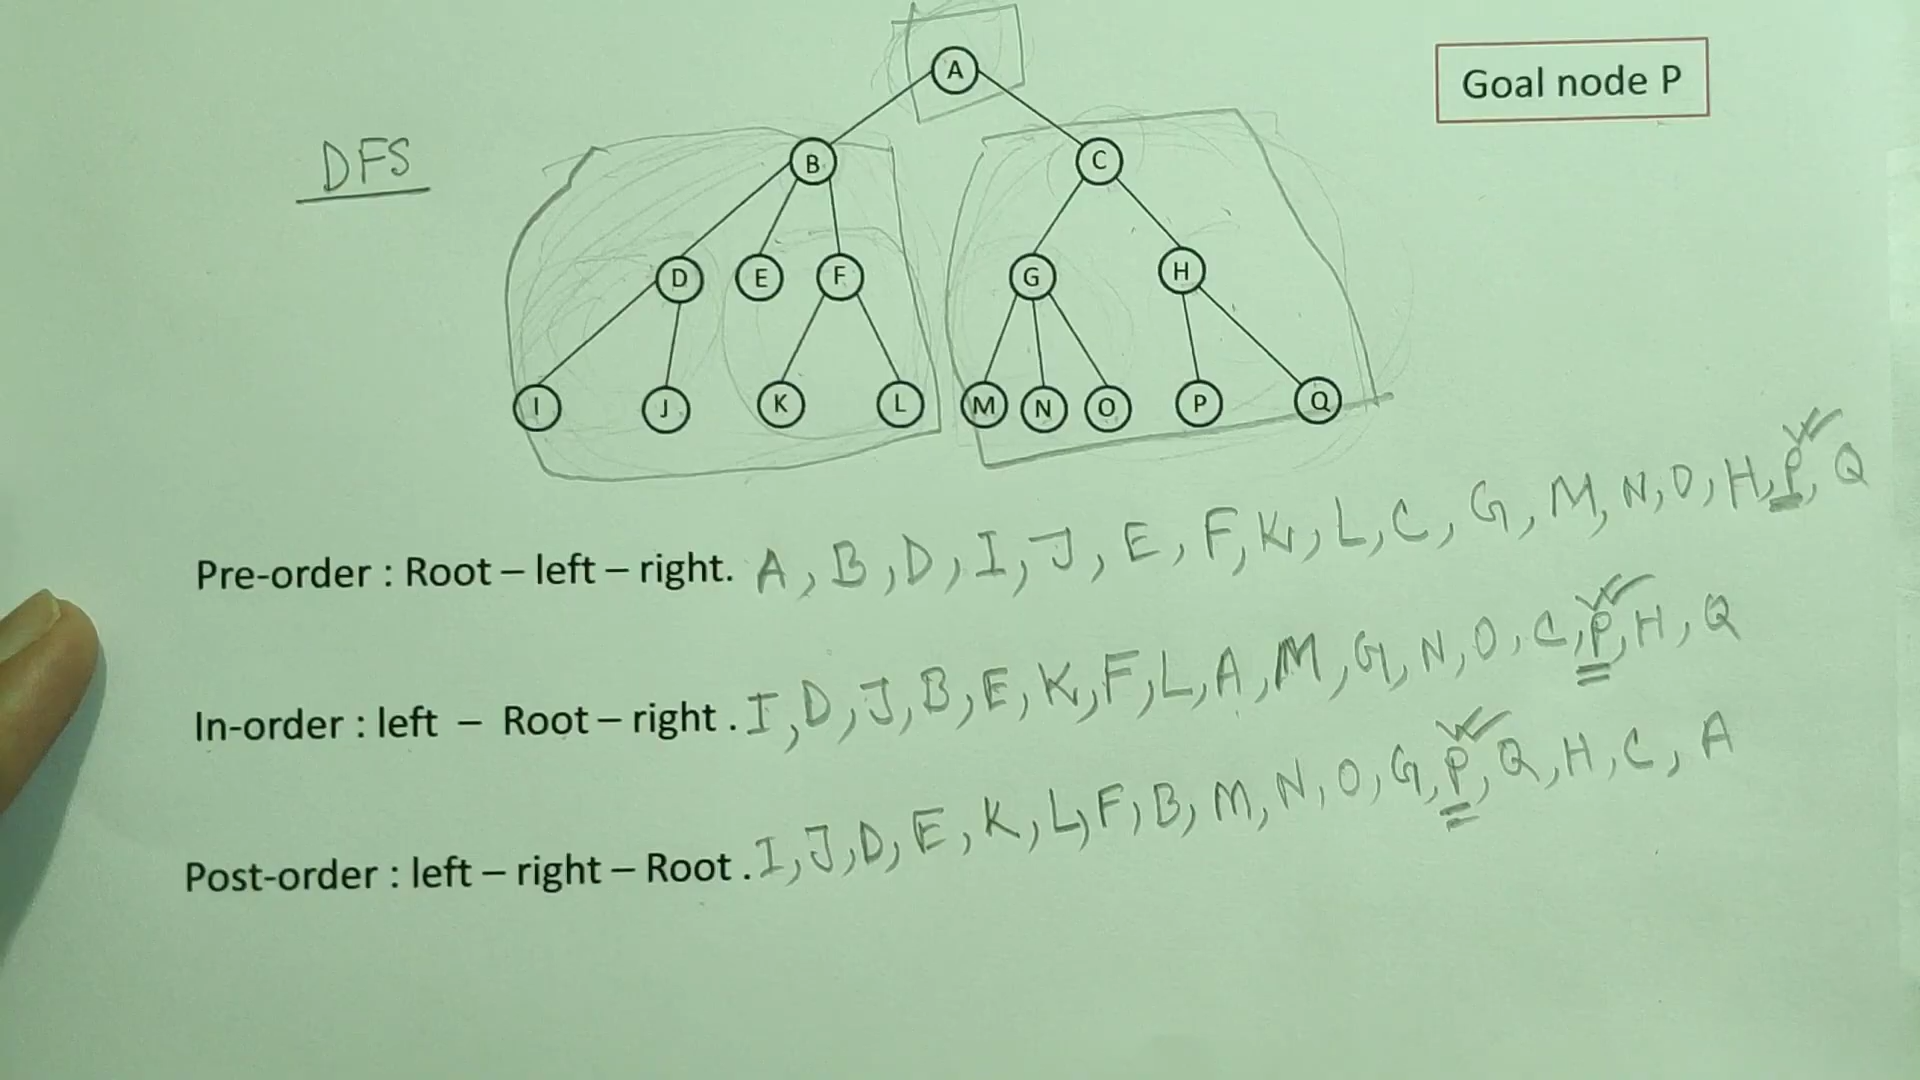 A
Goal node P
DFS
B
C
D E F G H
I J K L M N O P Q
Pre-order : Root – left – right. A, B, D, I, J, E, F, K, L, C, G, M, N, O, H, P, Q
In-order : left – Root – right . I, D, J, B, E, K, F, L, A, M, G, N, O, C, P, H, Q
Post-order : left – right – Root . I, J, D, E, K, L, F, B, M, N, O, G, P, Q, H, C, A